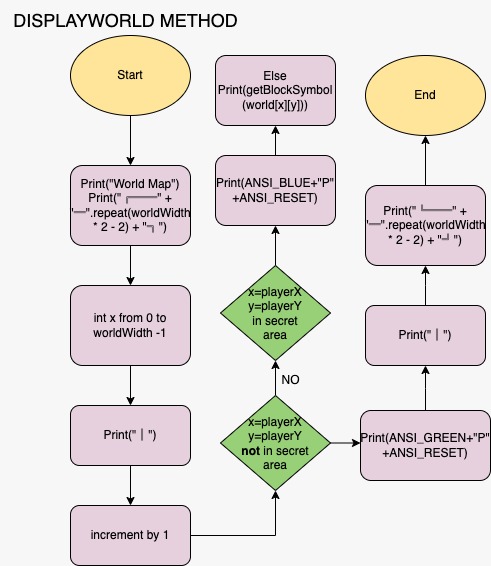 DISPLAYWORLD METHOD
Start
Print("World Map")
Print("╔═══" +
"══".repeat(worldWidth
* 2 - 2) + "╗")
int x from 0 to
worldWidth -1
Print("║")
increment by 1
Else
Print(getBlockSymbol
(world[x][y]))
Print(ANSI_BLUE+"P"
+ANSI_RESET)
x=playerX
y=playerY
in secret
area
NO
x=playerX
y=playerY
not in secret
area
End
Print("╚═══" +
"══".repeat(worldWidth
* 2 - 2) + "╝")
Print("║")
Print(ANSI_GREEN+"P"
+ANSI_RESET)